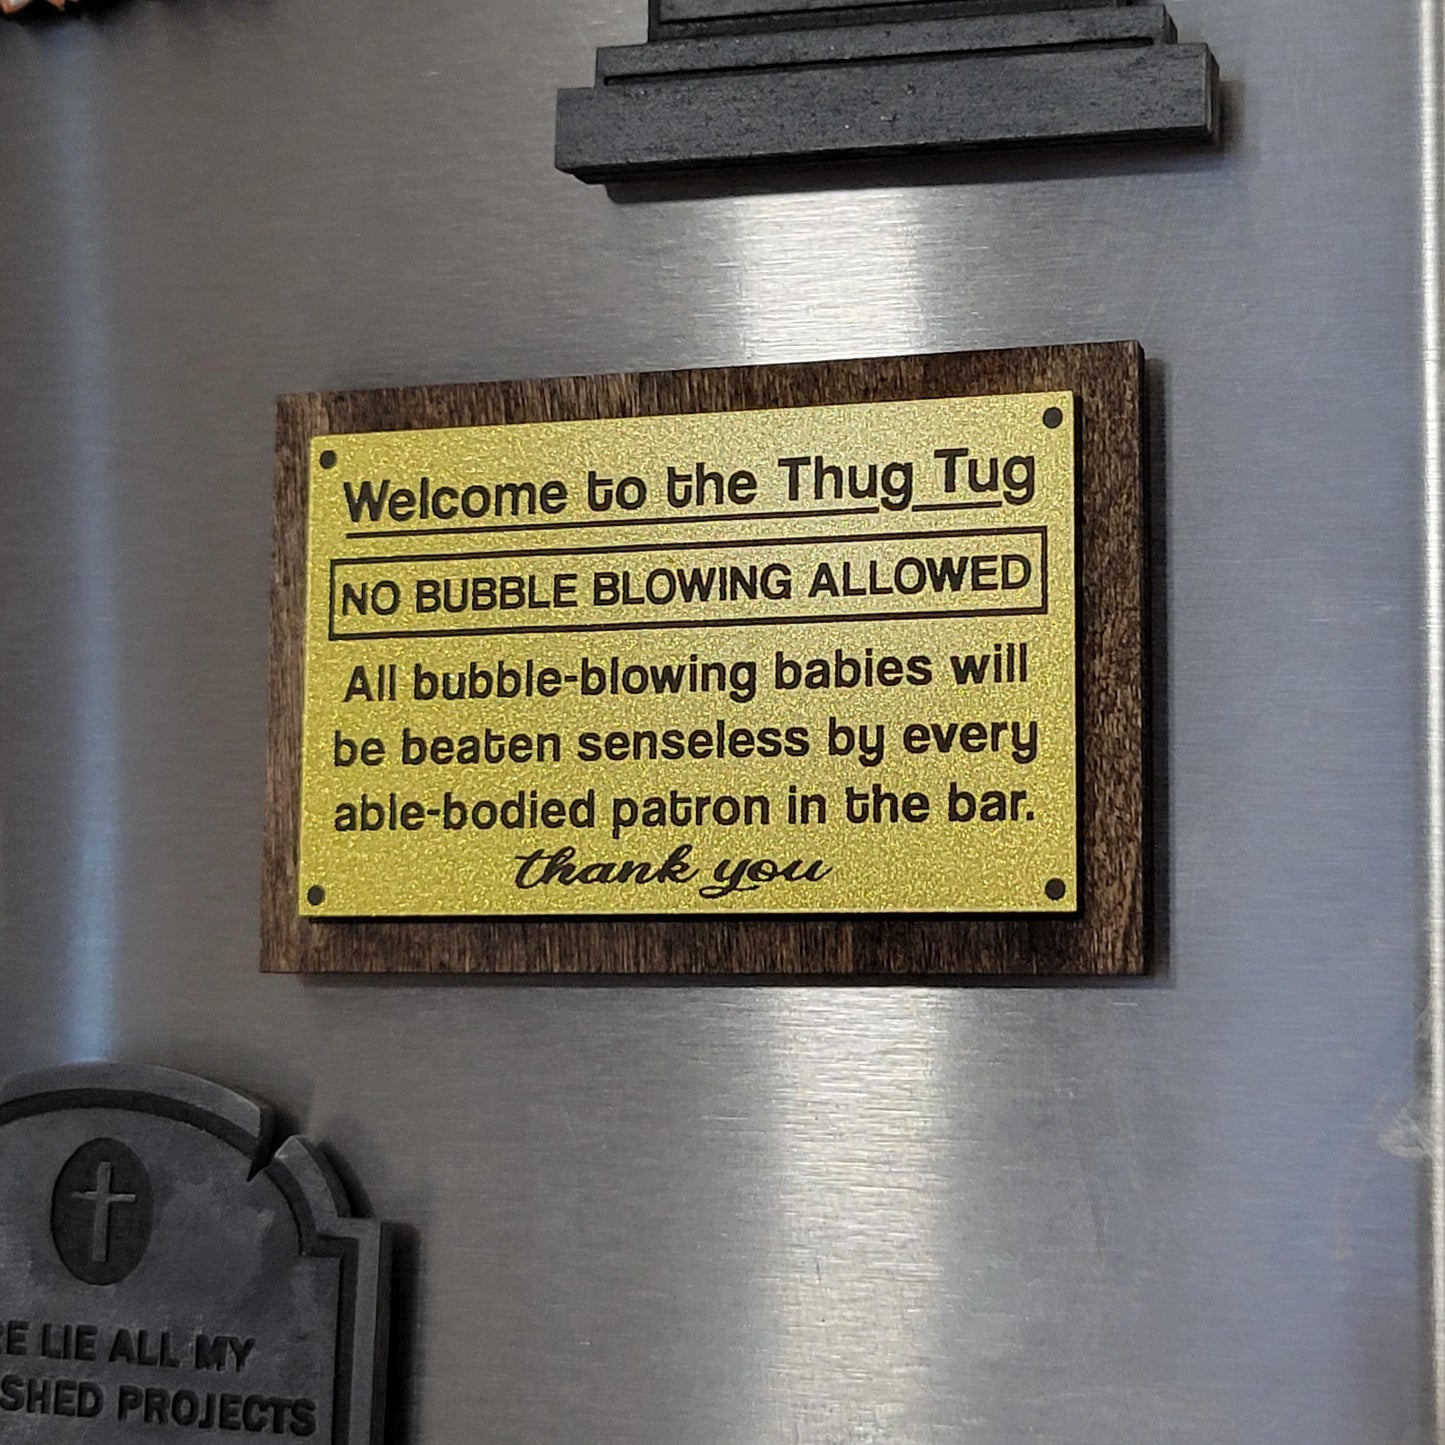 Welcome to the Thug Tug
NO BUBBLE BLOWING ALLOWED
All bubble-blowing babies will
be beaten senseless by every
able-bodied patron in the bar.
thank you
LIE ALL MY
PROJECTS